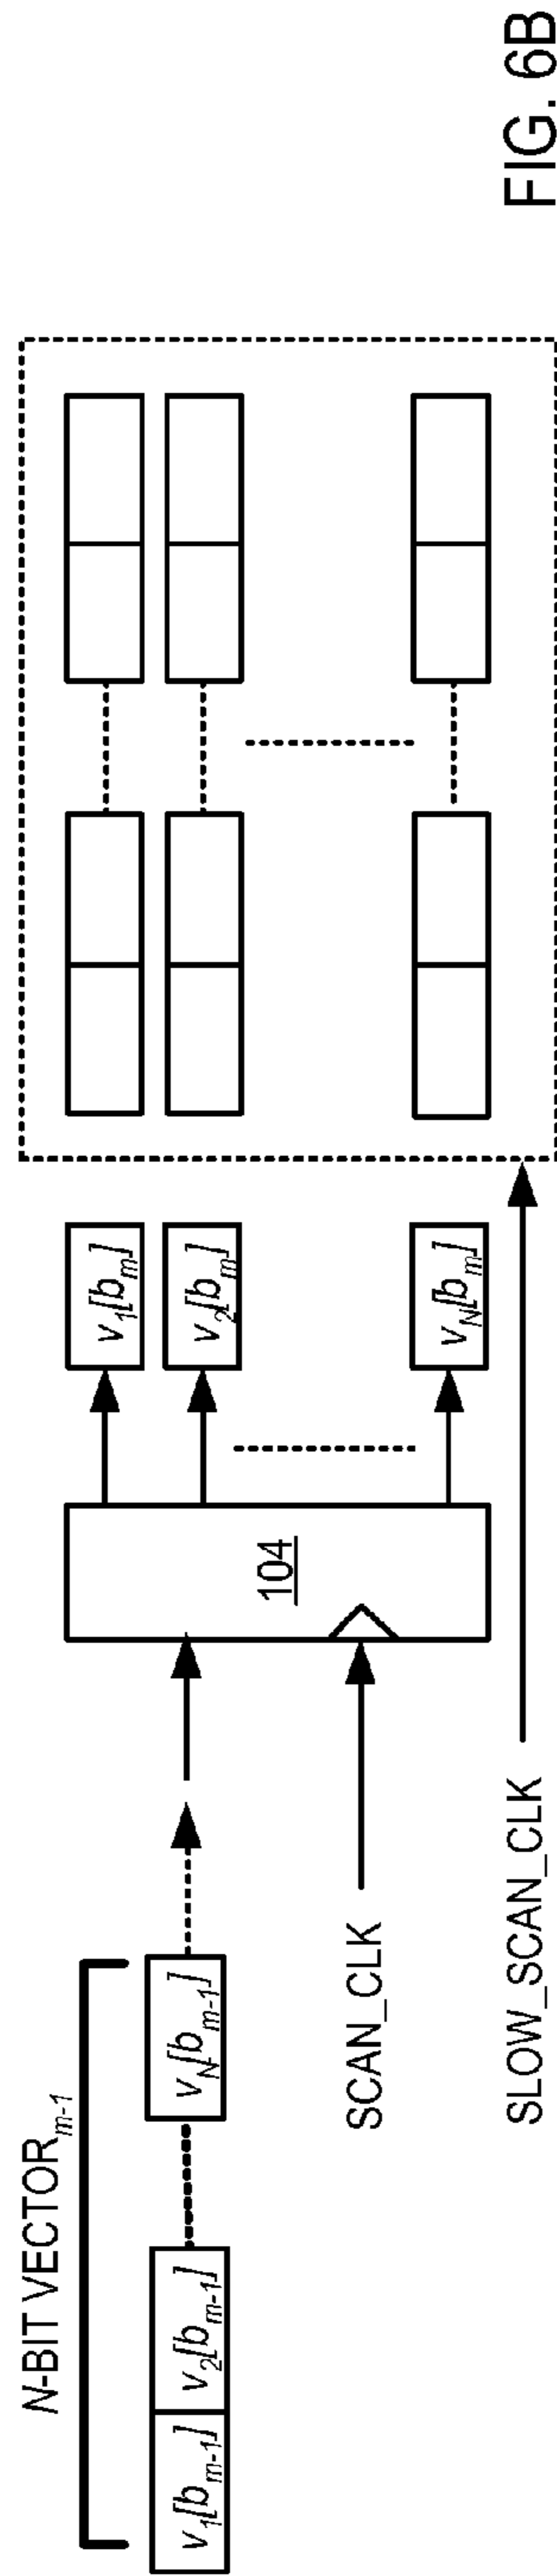 N-BIT VECTORm-1
v1[bm-1] v2[bm-1] vN[bm-1]
SCAN_CLK
104
v1[bm]
v2[bm]
vN[bm]
SLOW_SCAN_CLK
FIG. 6B